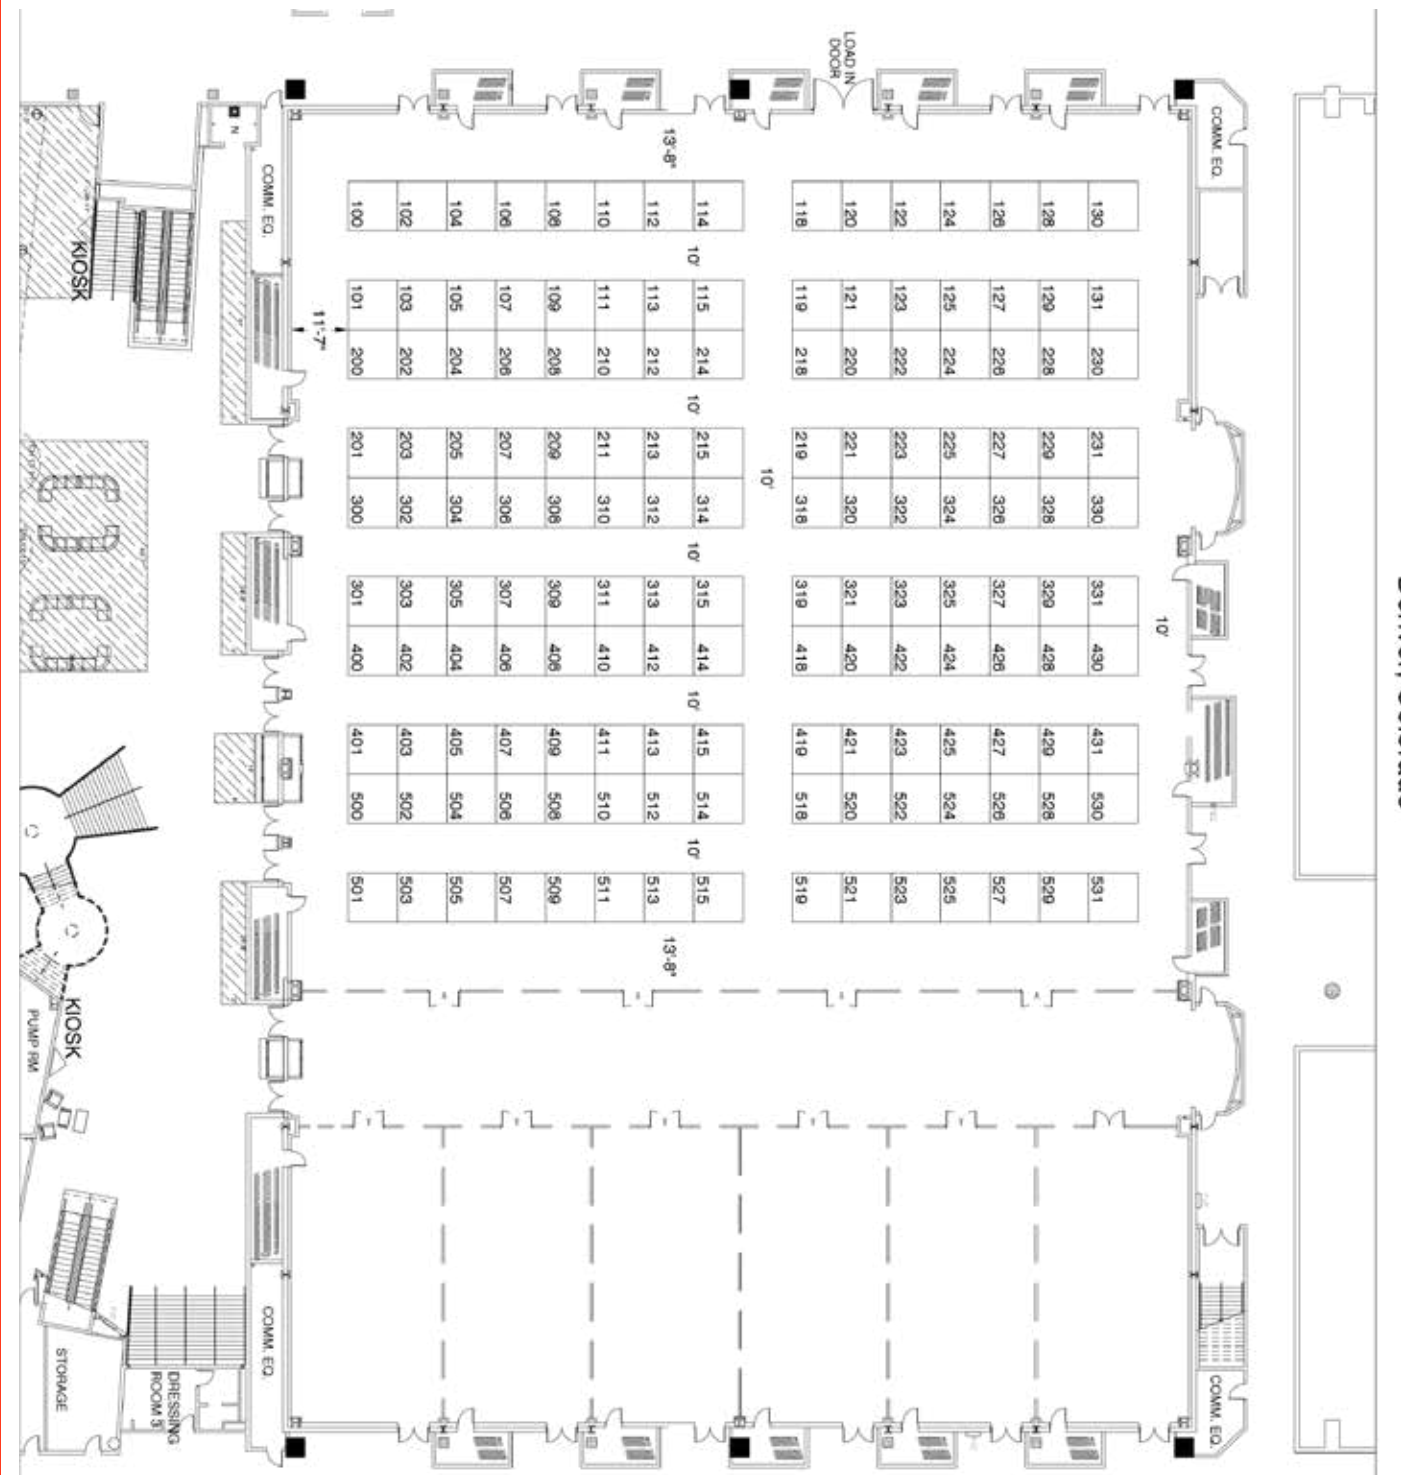 LOAD IN
DOOR
COMM. EQ.
N
COMM. EQ.
KIOSK
13'-8"
100 102 104 106 108 110 112 114 118 120 122 124 126 128 130
10'
101 103 105 107 109 111 113 115 119 121 123 125 127 129 131
11'-7"
200 202 204 206 208 210 212 214 218 220 222 224 226 228 230
10'
201 203 205 207 209 211 213 215 219 221 223 225 227 229 231
10'
300 302 304 306 308 310 312 314 318 320 322 324 326 328 330
10'
301 303 305 307 309 311 313 315 319 321 323 325 327 329 331
10'
400 402 404 406 408 410 412 414 418 420 422 424 426 428 430
10'
401 403 405 407 409 411 413 415 419 421 423 425 427 429 431
500 502 504 506 508 510 512 514 518 520 522 524 526 528 530
10'
501 503 505 507 509 511 513 515 519 521 523 525 527 529 531
13'-8"
KIOSK
PUMP RM
COMM. EQ.
STORAGE
DRESSING
ROOM 3
COMM. EQ.